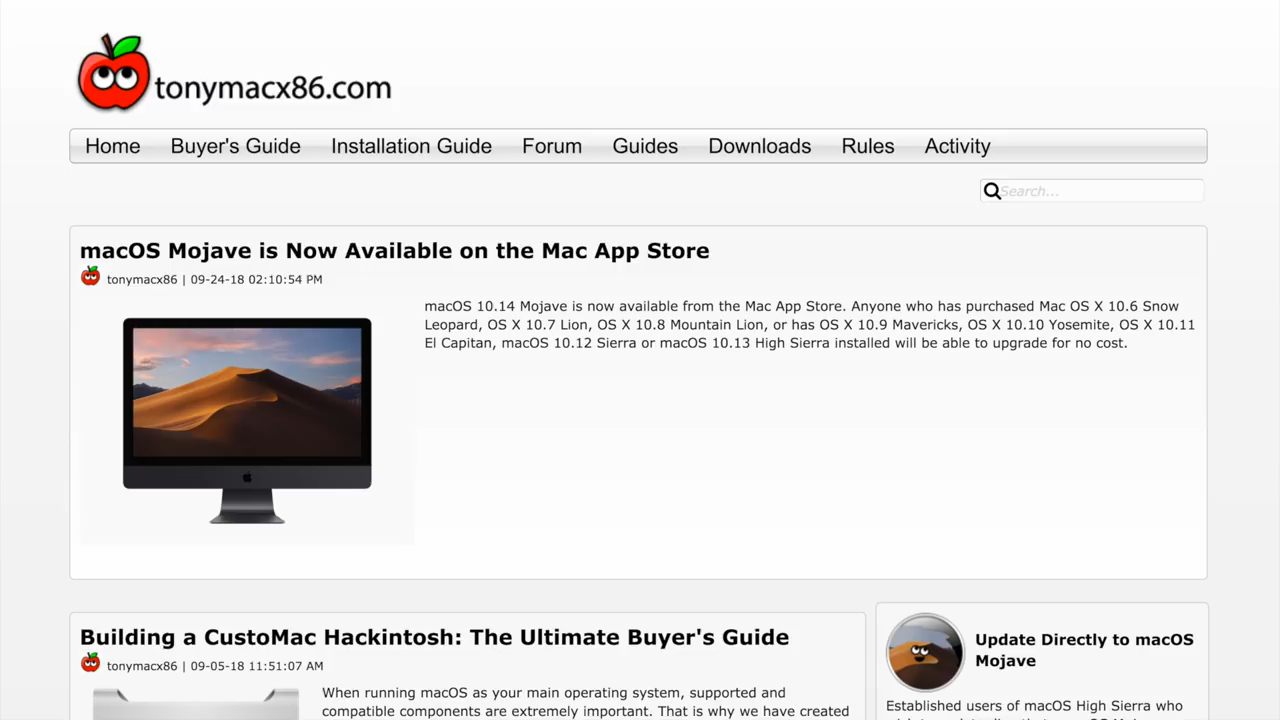 tonymacx86.com
Home Buyer's Guide Installation Guide Forum Guides Downloads Rules Activity
Search...
macOS Mojave is Now Available on the Mac App Store
tonymacx86 | 09-24-18 02:10:54 PM
macOS 10.14 Mojave is now available from the Mac App Store. Anyone who has purchased Mac OS X 10.6 Snow
Leopard, OS X 10.7 Lion, OS X 10.8 Mountain Lion, or has OS X 10.9 Mavericks, OS X 10.10 Yosemite, OS X 10.11
El Capitan, macOS 10.12 Sierra or macOS 10.13 High Sierra installed will be able to upgrade for no cost.
Building a CustoMac Hackintosh: The Ultimate Buyer's Guide
tonymacx86 | 09-05-18 11:51:07 AM
When running macOS as your main operating system, supported and
compatible components are extremely important. That is why we have created
Update Directly to macOS
Mojave
Established users of macOS High Sierra who